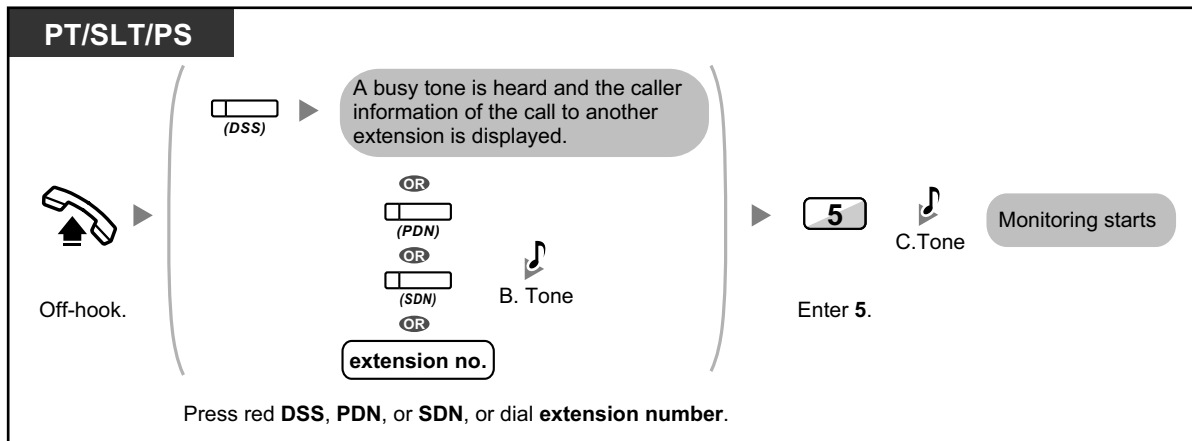 PT/SLT/PS
(DSS)
A busy tone is heard and the caller
information of the call to another
extension is displayed.
OR
(PDN)
OR
(SDN)
B. Tone
OR
extension no.
Off-hook.
5
C.Tone
Monitoring starts
Enter 5.
Press red DSS, PDN, or SDN, or dial extension number.